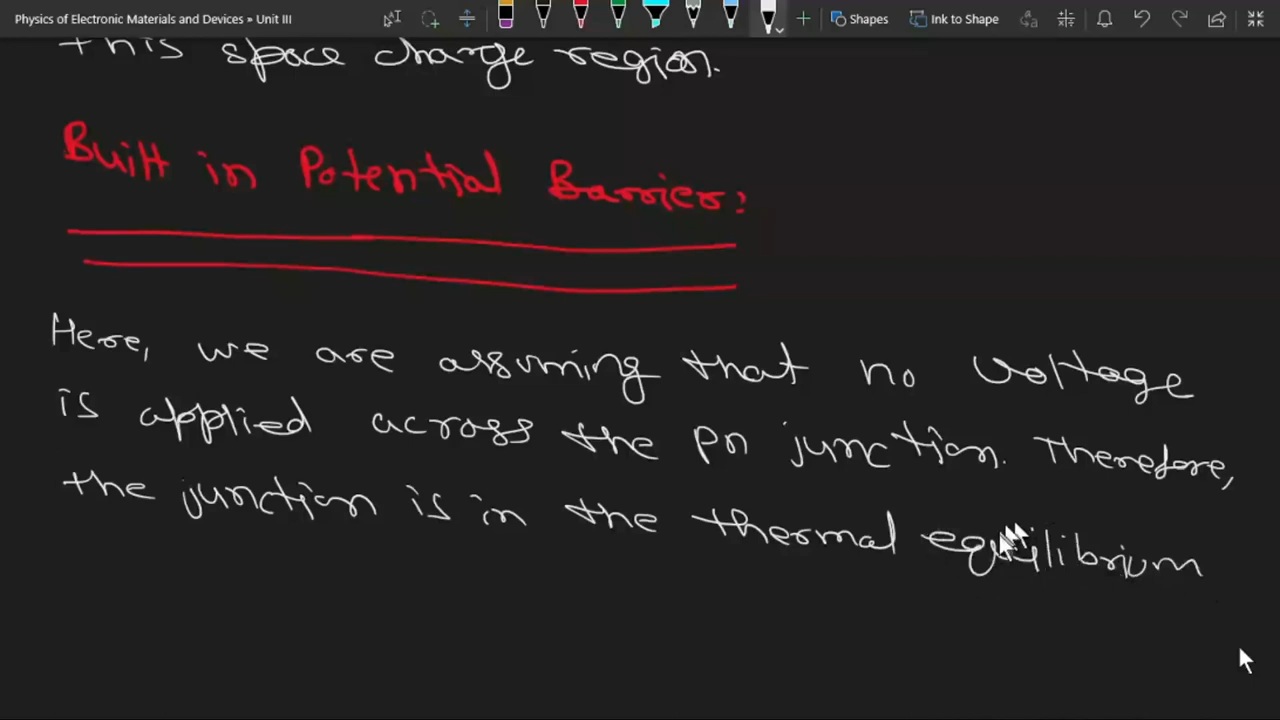 Physics of Electronic Materials and Devices » Unit III
Shapes
Ink to Shape
this space charge region.
Built in Potential Barrier:
Here, we are assuming that no voltage
is applied across the pn junction. Therefore,
the junction is in the thermal equilibrium